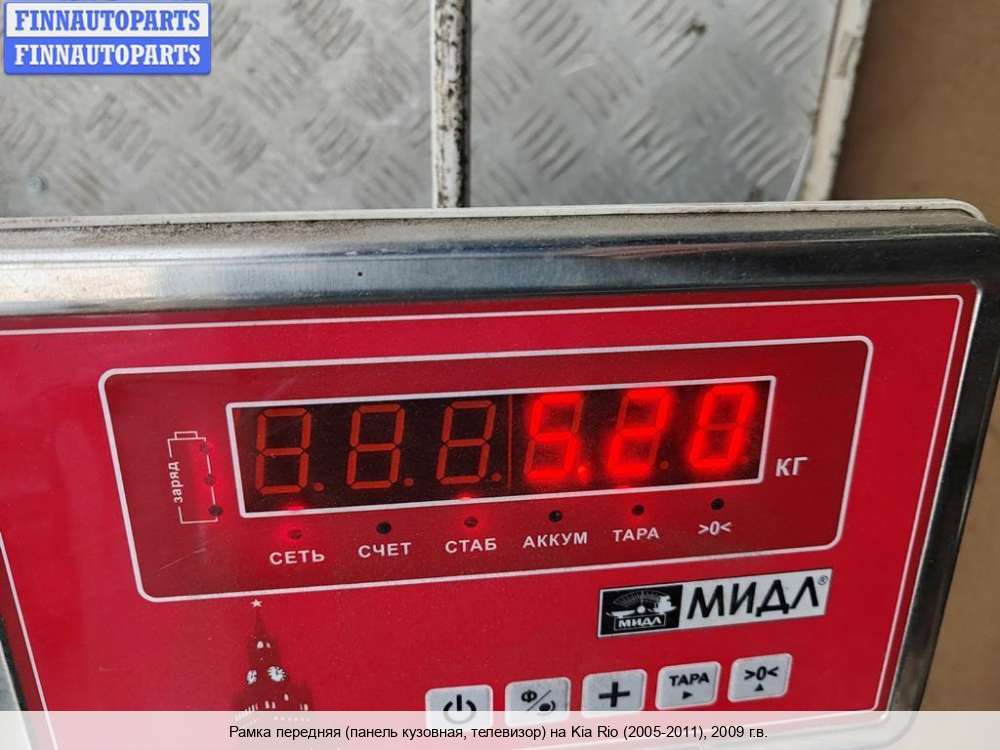 FINNAUTOPARTS
FINNAUTOPARTS
5.20
КГ
заряд
СЕТЬ СЧЕТ СТАБ АККУМ ТАРА >0<
МИДЛ МИДЛ®
Ф + ТАРА >0<
Рамка передняя (панель кузовная, телевизор) на Kia Rio (2005-2011), 2009 г.в.